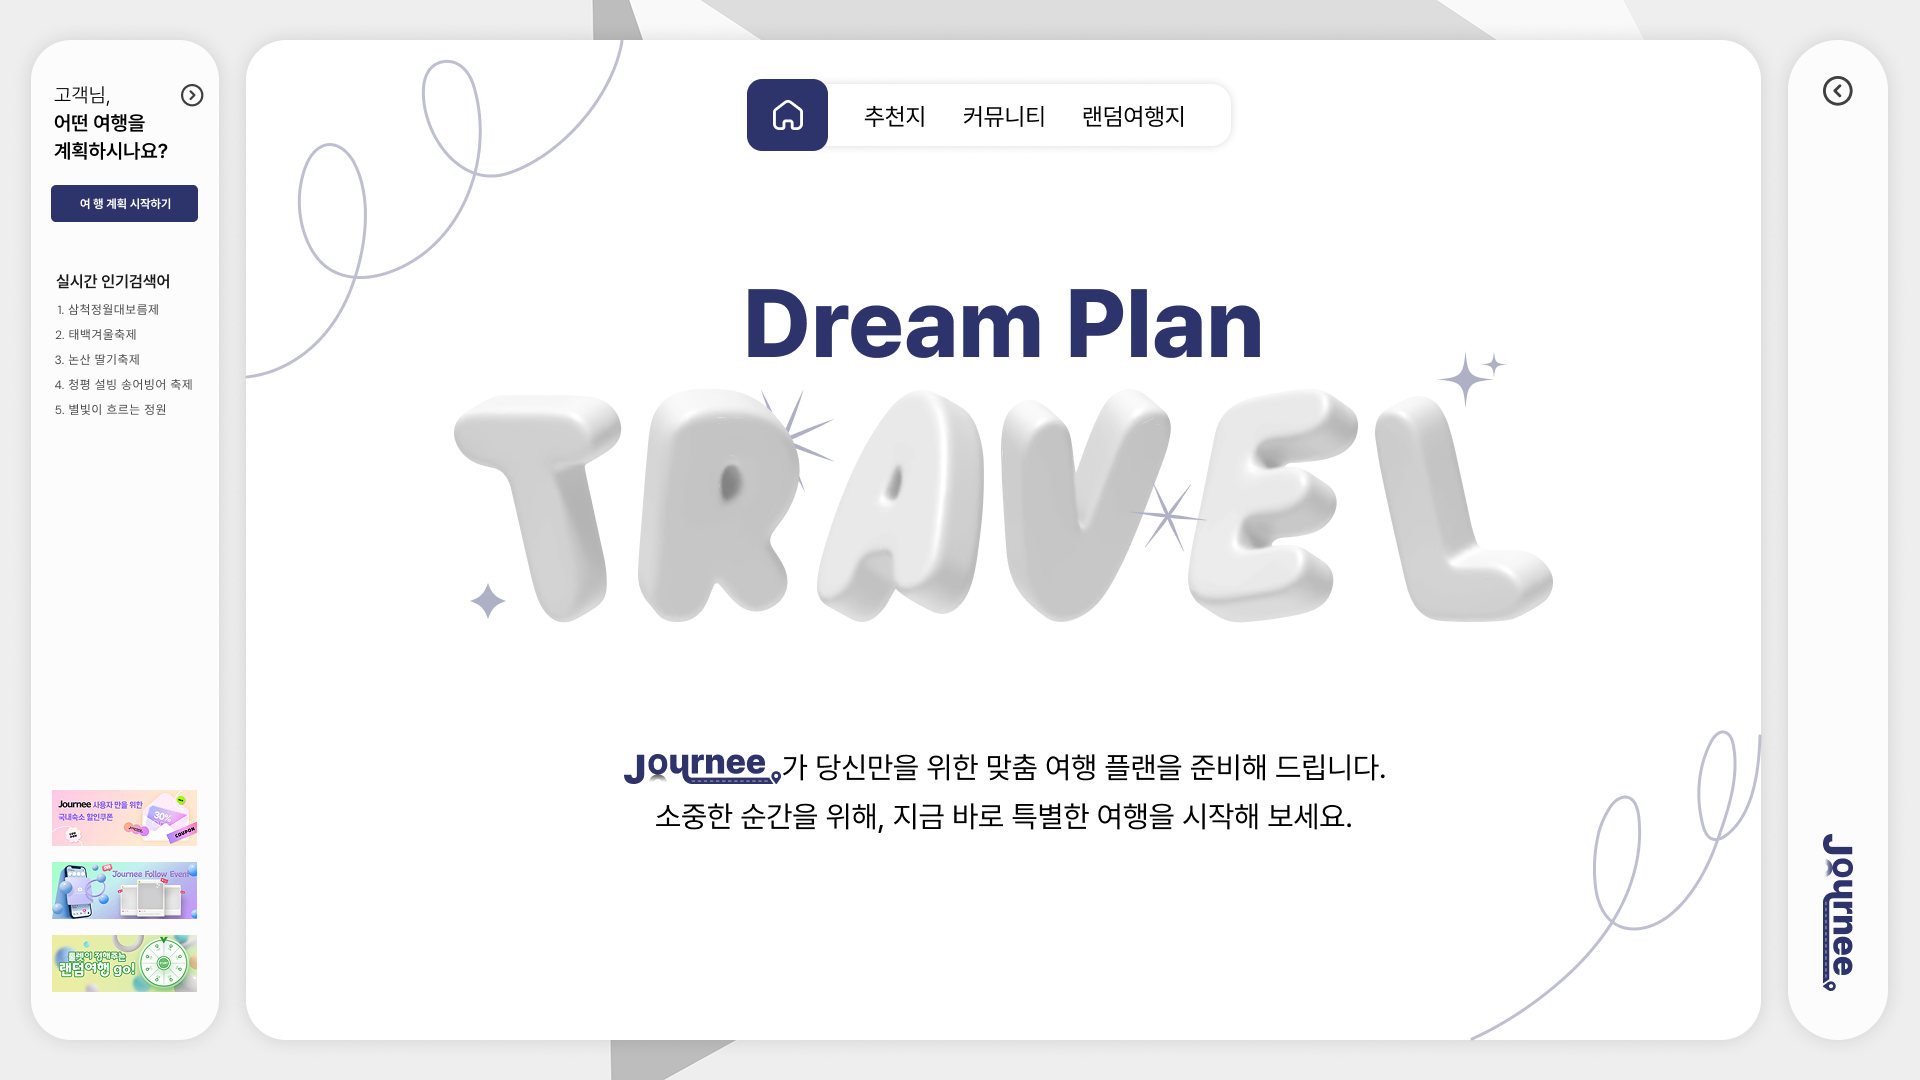 고객님,
어떤 여행을
계획하시나요?
여 행 계획 시작하기
실시간 인기검색어
1. 삼척정월대보름제
2. 태백겨울축제
3. 논산 딸기축제
4. 청평 설빙 송어빙어 축제
5. 별빛이 흐르는 정원
Journee 사용자 만을 위한
국내숙소 할인쿠폰
30%
COUPON
Journee Follow Event
룰렛이 정해주는
랜덤여행 go!
추천지 커뮤니티 랜덤여행지
Dream Plan
TRAVEL
Journee가 당신만을 위한 맞춤 여행 플랜을 준비해 드립니다.
소중한 순간을 위해, 지금 바로 특별한 여행을 시작해 보세요.
Journee